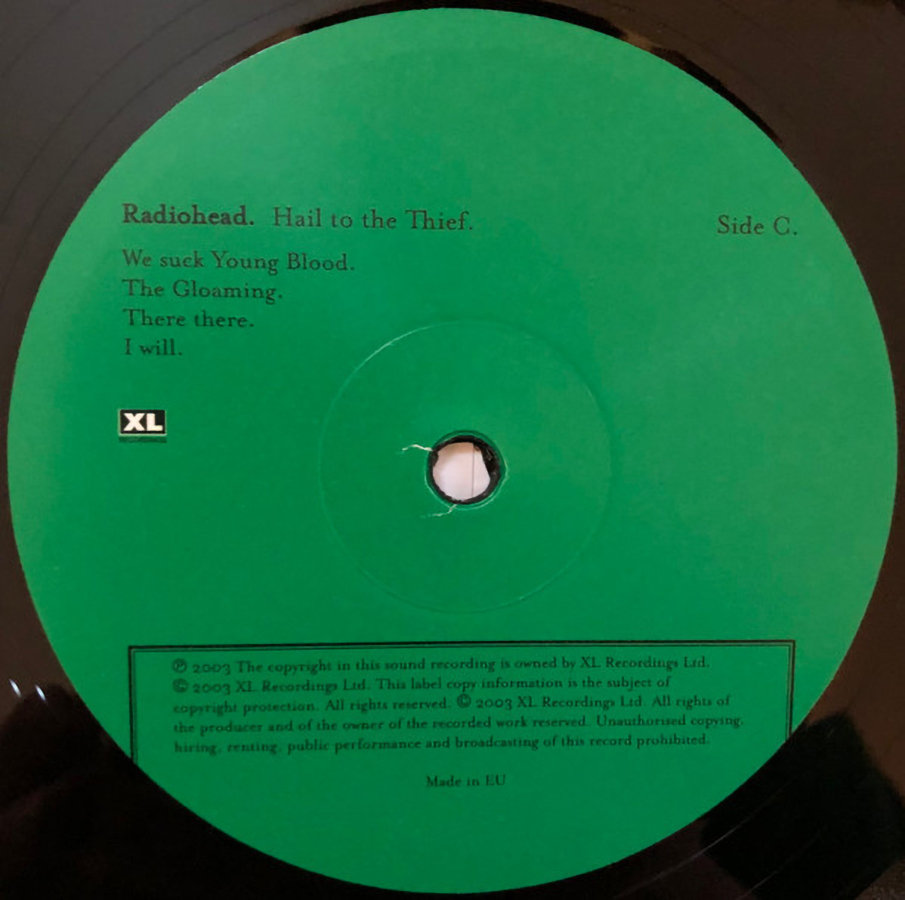 Radiohead. Hail to the Thief.
Side C.
We suck Young Blood.
The Gloaming.
There there.
I will.
XL
℗ 2003 The copyright in this sound recording is owned by XL Recordings Ltd.
© 2003 XL Recordings Ltd. This label copy information is the subject of
copyright protection. All rights reserved. © 2003 XL Recordings Ltd. All rights of
the producer and of the owner of the recorded work reserved. Unauthorised copying,
hiring, renting, public performance and broadcasting of this record prohibited.
Made in EU